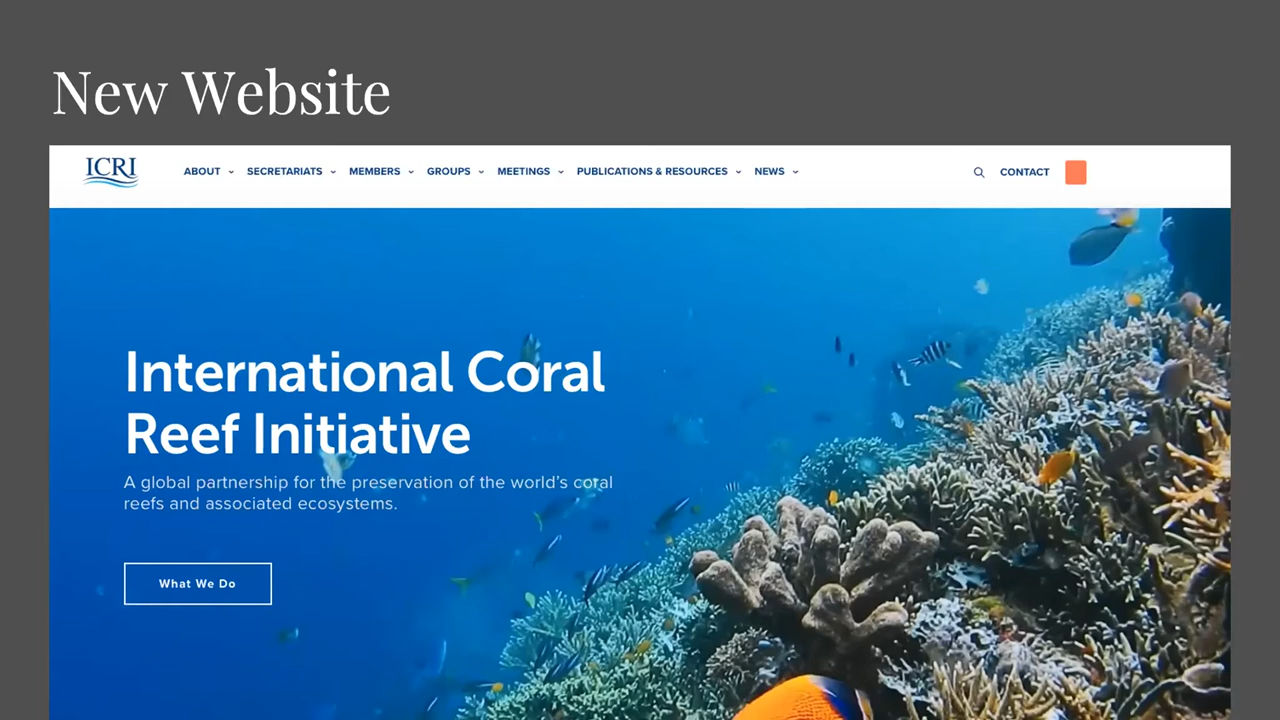 New Website
ICRI
ABOUT SECRETARIATS MEMBERS GROUPS MEETINGS PUBLICATIONS & RESOURCES NEWS CONTACT
International Coral
Reef Initiative
A global partnership for the preservation of the world’s coral
reefs and associated ecosystems.
What We Do